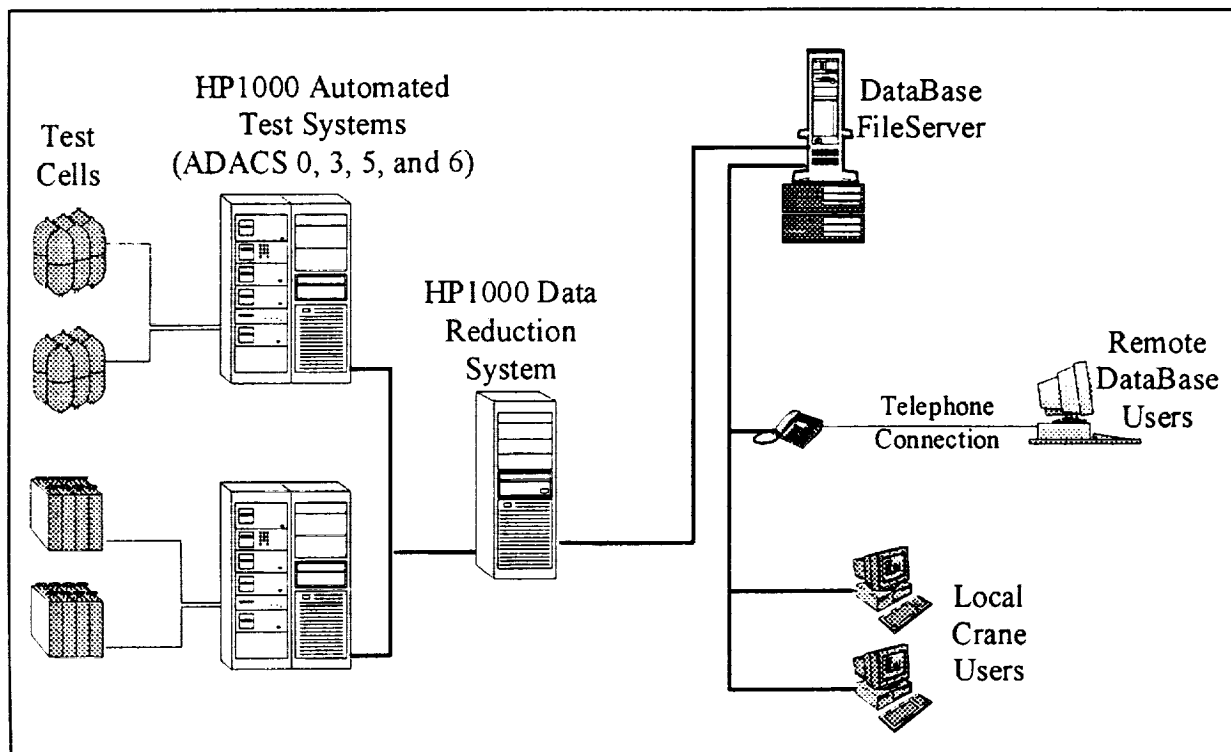 HP1000 Automated
Test Systems
(ADACS 0, 3, 5, and 6)
Test
Cells
DataBase
FileServer
HP1000 Data
Reduction
System
Remote
DataBase
Users
Telephone
Connection
Local
Crane
Users